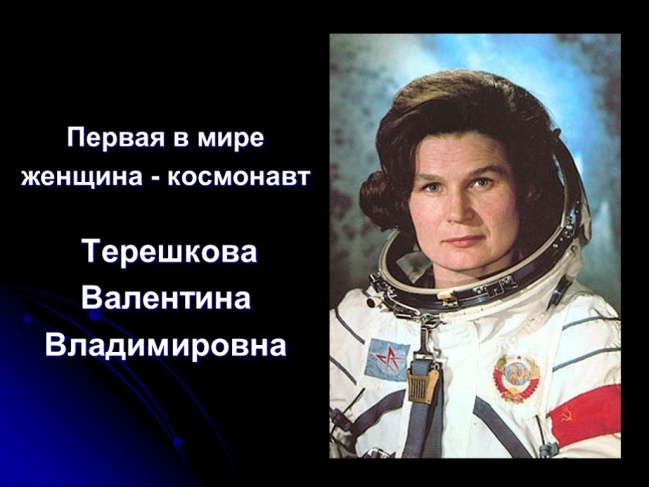 Первая в мире
женщина - космонавт
Терешкова
Валентина
Владимировна